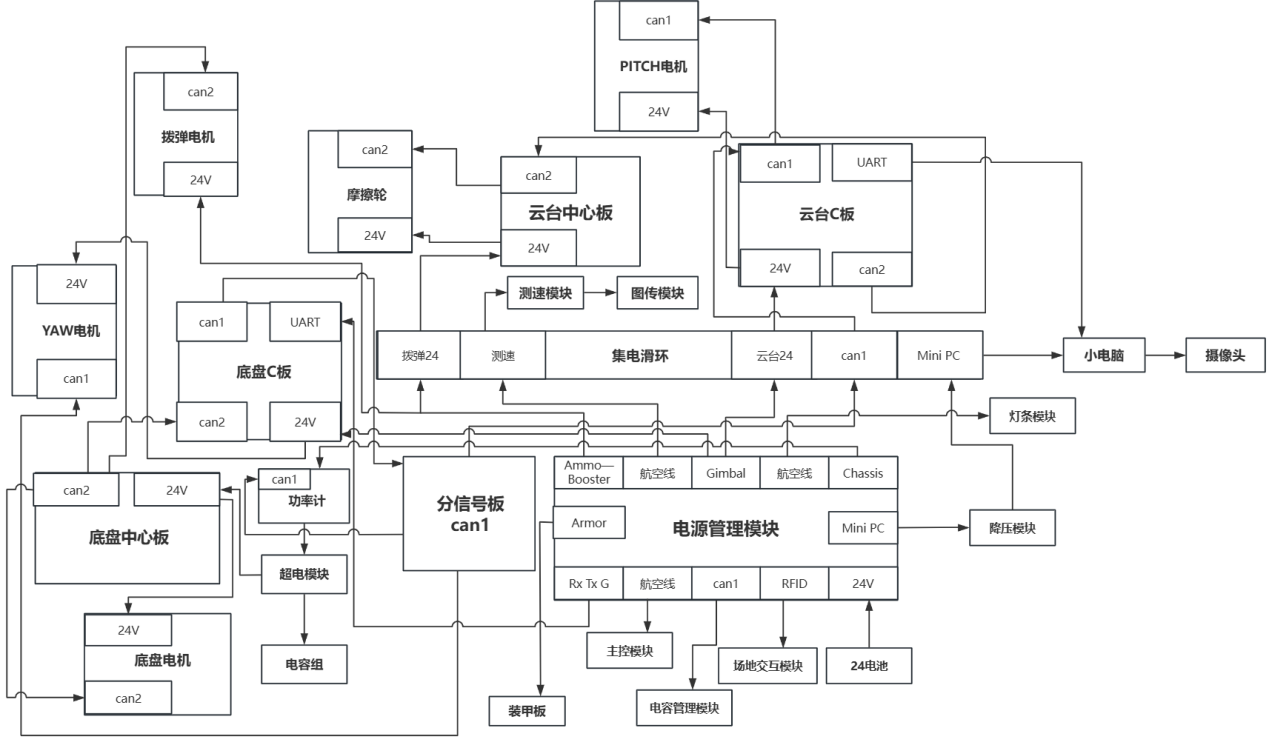 can1
PITCH电机
24V
can2
拨弹电机
24V
can2
摩擦轮
24V
can2
云台中心板
24V
can1
UART
云台C板
24V
can2
24V
YAW电机
can1
can1
UART
底盘C板
can2
24V
测速模块
图传模块
拨弹24
测速
集电滑环
云台24
can1
Mini PC
小电脑
摄像头
灯条模块
can2
24V
底盘中心板
can1
功率计
超电模块
电容组
分信号板
can1
Ammo—
Booster
航空线
Gimbal
航空线
Chassis
Armor
电源管理模块
Mini PC
降压模块
Rx Tx G
航空线
can1
RFID
24V
24V
底盘电机
can2
主控模块
场地交互模块
24电池
装甲板
电容管理模块